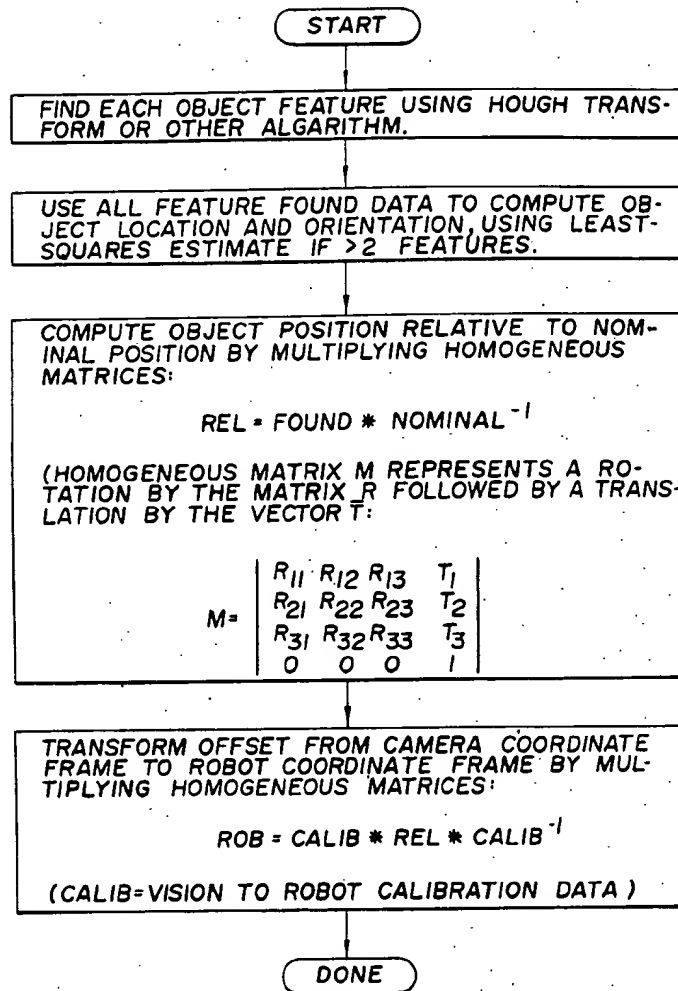 START
FIND EACH OBJECT FEATURE USING HOUGH TRANS-
FORM OR OTHER ALGARITHM.
USE ALL FEATURE FOUND DATA TO COMPUTE OB-
JECT LOCATION AND ORIENTATION, USING LEAST-
SQUARES ESTIMATE IF >2 FEATURES.
COMPUTE OBJECT POSITION RELATIVE TO NOM-
INAL POSITION BY MULTIPLYING HOMOGENEOUS
MATRICES:
REL = FOUND * NOMINAL⁻¹
(HOMOGENEOUS MATRIX M REPRESENTS A RO-
TATION BY THE MATRIX R FOLLOWED BY A TRANS-
LATION BY THE VECTOR T:
R₁₁ R₁₂ R₁₃ T₁
R₂₁ R₂₂ R₂₃ T₂
M=
R₃₁ R₃₂ R₃₃ T₃
0 0 0 1
TRANSFORM OFFSET FROM CAMERA COORDINATE
FRAME TO ROBOT COORDINATE FRAME BY MUL-
TIPLYING HOMOGENEOUS MATRICES:
ROB = CALIB * REL * CALIB⁻¹
(CALIB=VISION TO ROBOT CALIBRATION DATA)
DONE